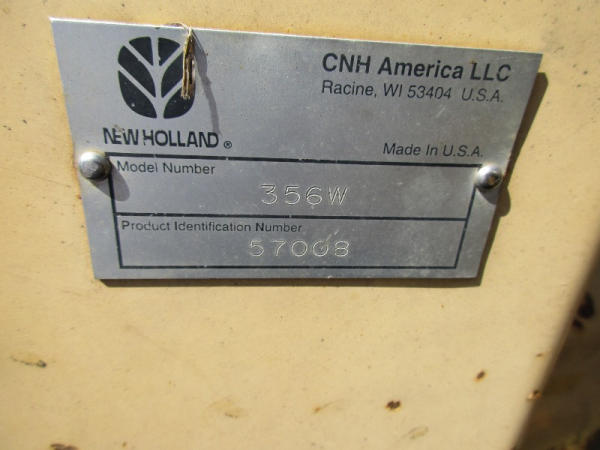 CNH America LLC
Racine, WI 53404 U.S.A.
NEW HOLLAND ®
Made In U.S.A.
Model Number
356W
Product Identification Number
57008